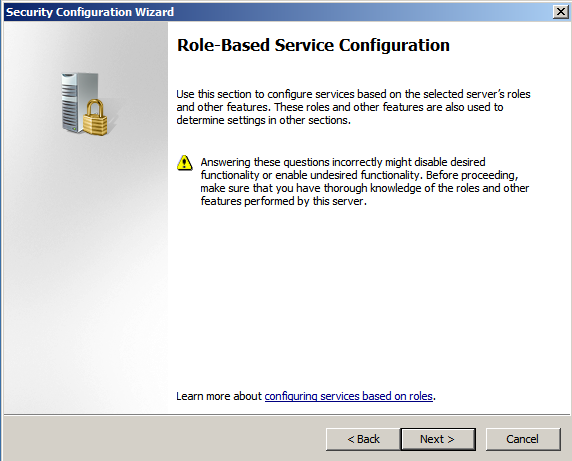 Security Configuration Wizard
Role-Based Service Configuration
Use this section to configure services based on the selected server's roles
and other features. These roles and other features are also used to
determine settings in other sections.
Answering these questions incorrectly might disable desired
functionality or enable undesired functionality. Before proceeding,
make sure that you have thorough knowledge of the roles and other
features performed by this server.
Learn more about configuring services based on roles.
< Back
Next >
Cancel